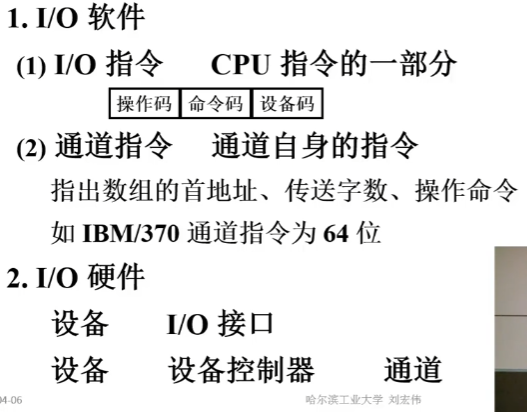 1. I/O 软件
(1) I/O 指令 CPU 指令的一部分
操作码 命令码 设备码
(2) 通道指令 通道自身的指令
指出数组的首地址、传送字数、操作命令
如 IBM/370 通道指令为 64 位
2. I/O 硬件
设备 I/O 接口
设备 设备控制器 通道
04-06 哈尔滨工业大学 刘宏伟